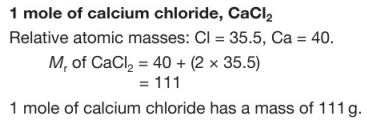 1 mole of calcium chloride, CaCl₂
Relative atomic masses: Cl = 35.5, Ca = 40.
Mᵣ of CaCl₂ = 40 + (2 × 35.5)
= 111
1 mole of calcium chloride has a mass of 111 g.